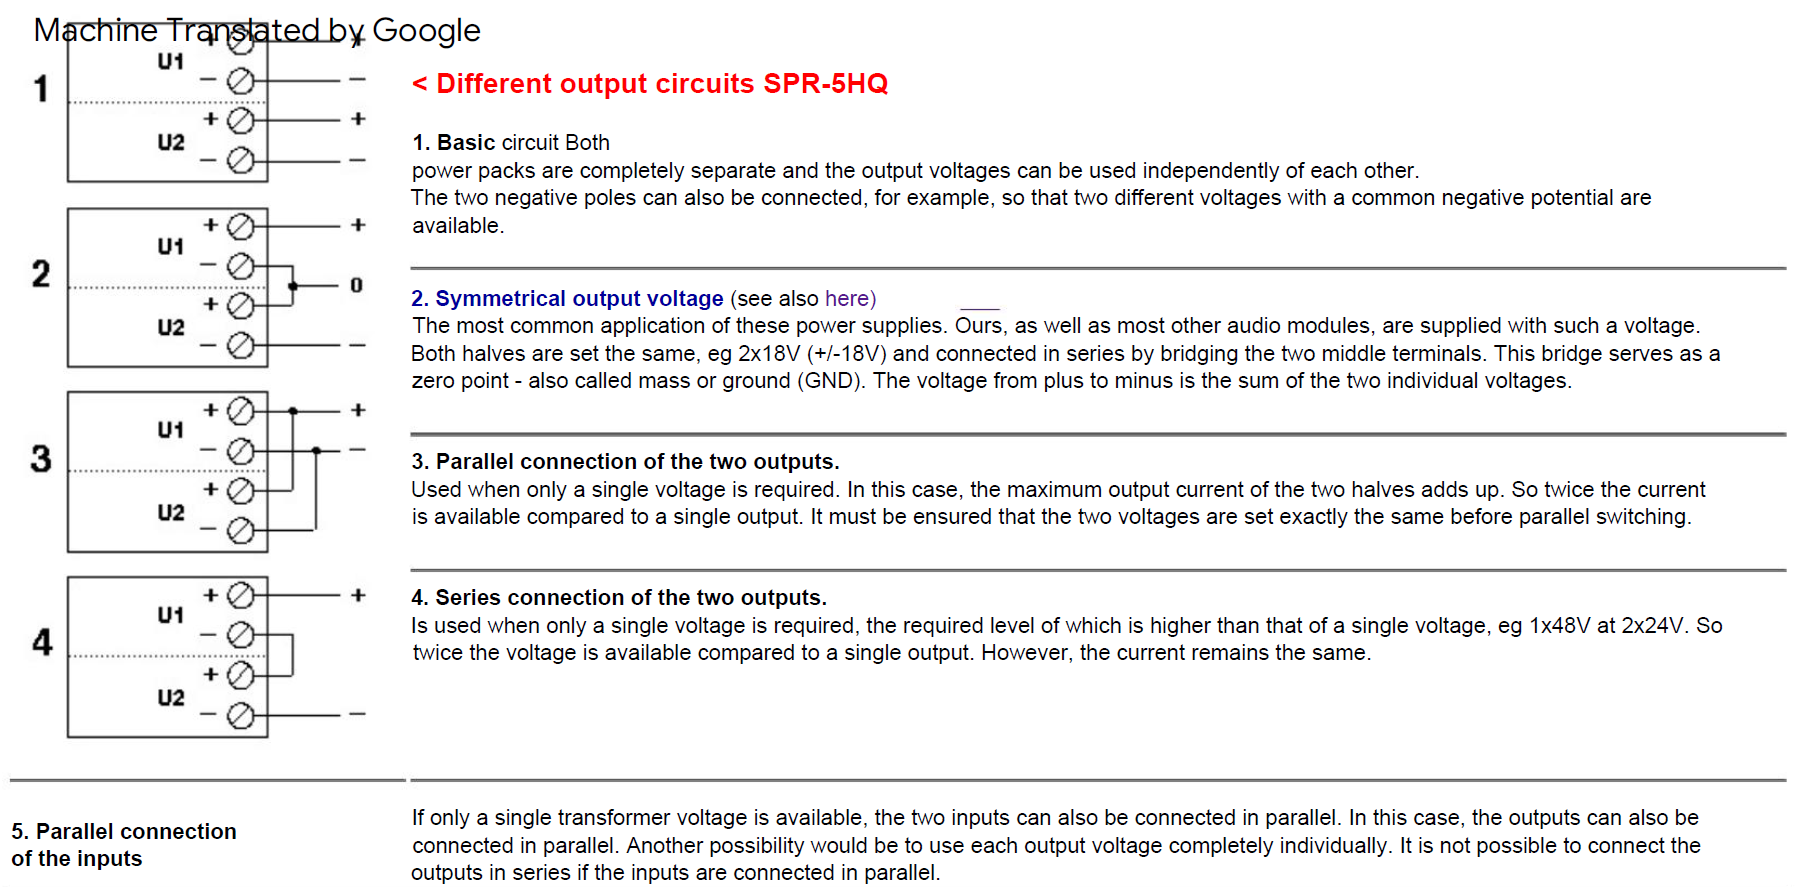 Machine Translated by Google
+ +
U1
− −
1
+ +
U2
− −
< Different output circuits SPR-5HQ
1. Basic circuit Both
power packs are completely separate and the output voltages can be used independently of each other.
The two negative poles can also be connected, for example, so that two different voltages with a common negative potential are
available.
+ +
U1
−
2
0
+
U2
− −
2. Symmetrical output voltage (see also here)
The most common application of these power supplies. Ours, as well as most other audio modules, are supplied with such a voltage.
Both halves are set the same, eg 2x18V (+/-18V) and connected in series by bridging the two middle terminals. This bridge serves as a
zero point - also called mass or ground (GND). The voltage from plus to minus is the sum of the two individual voltages.
+ +
U1
− −
3
+
U2
−
3. Parallel connection of the two outputs.
Used when only a single voltage is required. In this case, the maximum output current of the two halves adds up. So twice the current
is available compared to a single output. It must be ensured that the two voltages are set exactly the same before parallel switching.
+ +
U1
−
4
+
U2
− −
4. Series connection of the two outputs.
Is used when only a single voltage is required, the required level of which is higher than that of a single voltage, eg 1x48V at 2x24V. So
twice the voltage is available compared to a single output. However, the current remains the same.
5. Parallel connection
of the inputs
If only a single transformer voltage is available, the two inputs can also be connected in parallel. In this case, the outputs can also be
connected in parallel. Another possibility would be to use each output voltage completely individually. It is not possible to connect the
outputs in series if the inputs are connected in parallel.